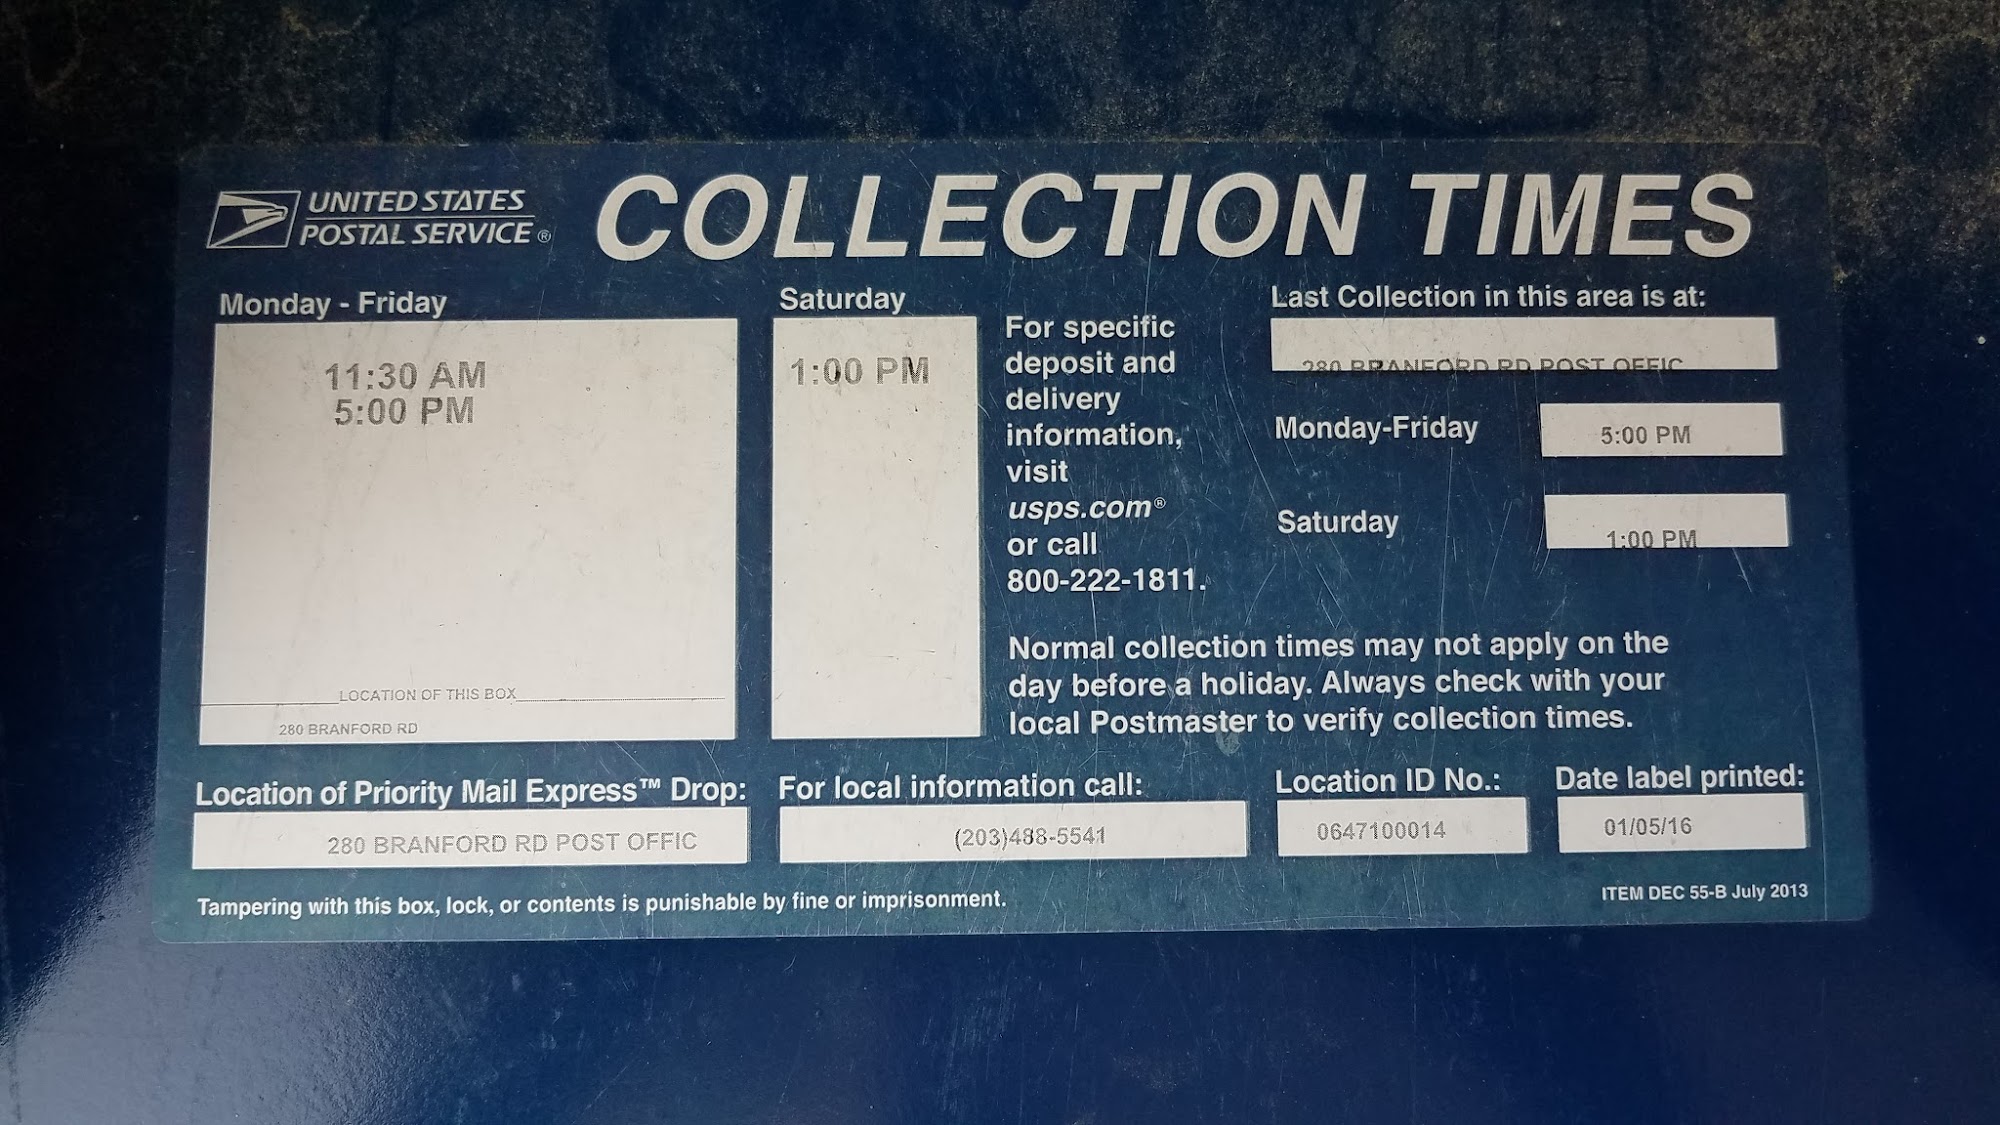 UNITED STATES
POSTAL SERVICE®
COLLECTION TIMES
Monday - Friday
11:30 AM
5:00 PM
LOCATION OF THIS BOX
280 BRANFORD RD
Saturday
1:00 PM
For specific
deposit and
delivery
information,
visit
usps.com®
or call
800-222-1811.
Last Collection in this area is at:
280 BRANFORD RD POST OFFIC
Monday-Friday
5:00 PM
Saturday
1:00 PM
Normal collection times may not apply on the
day before a holiday. Always check with your
local Postmaster to verify collection times.
Location of Priority Mail Express™ Drop:
280 BRANFORD RD POST OFFIC
For local information call:
(203)488-5541
Location ID No.:
0647100014
Date label printed:
01/05/16
Tampering with this box, lock, or contents is punishable by fine or imprisonment.
ITEM DEC 55-B July 2013